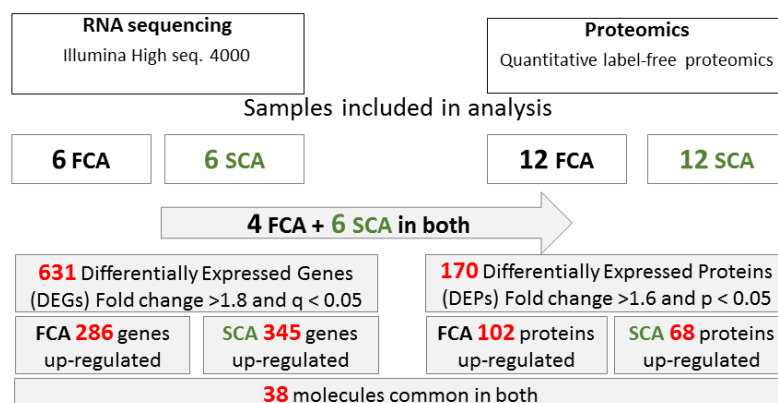 RNA sequencing
Illumina High seq. 4000
Proteomics
Quantitative label-free proteomics
Samples included in analysis
6 FCA
6 SCA
12 FCA
12 SCA
4 FCA + 6 SCA in both
631 Differentially Expressed Genes
(DEGs) Fold change >1.8 and q < 0.05
170 Differentially Expressed Proteins
(DEPs) Fold change >1.6 and p < 0.05
FCA 286 genes
up-regulated
SCA 345 genes
up-regulated
FCA 102 proteins
up-regulated
SCA 68 proteins
up-regulated
38 molecules common in both